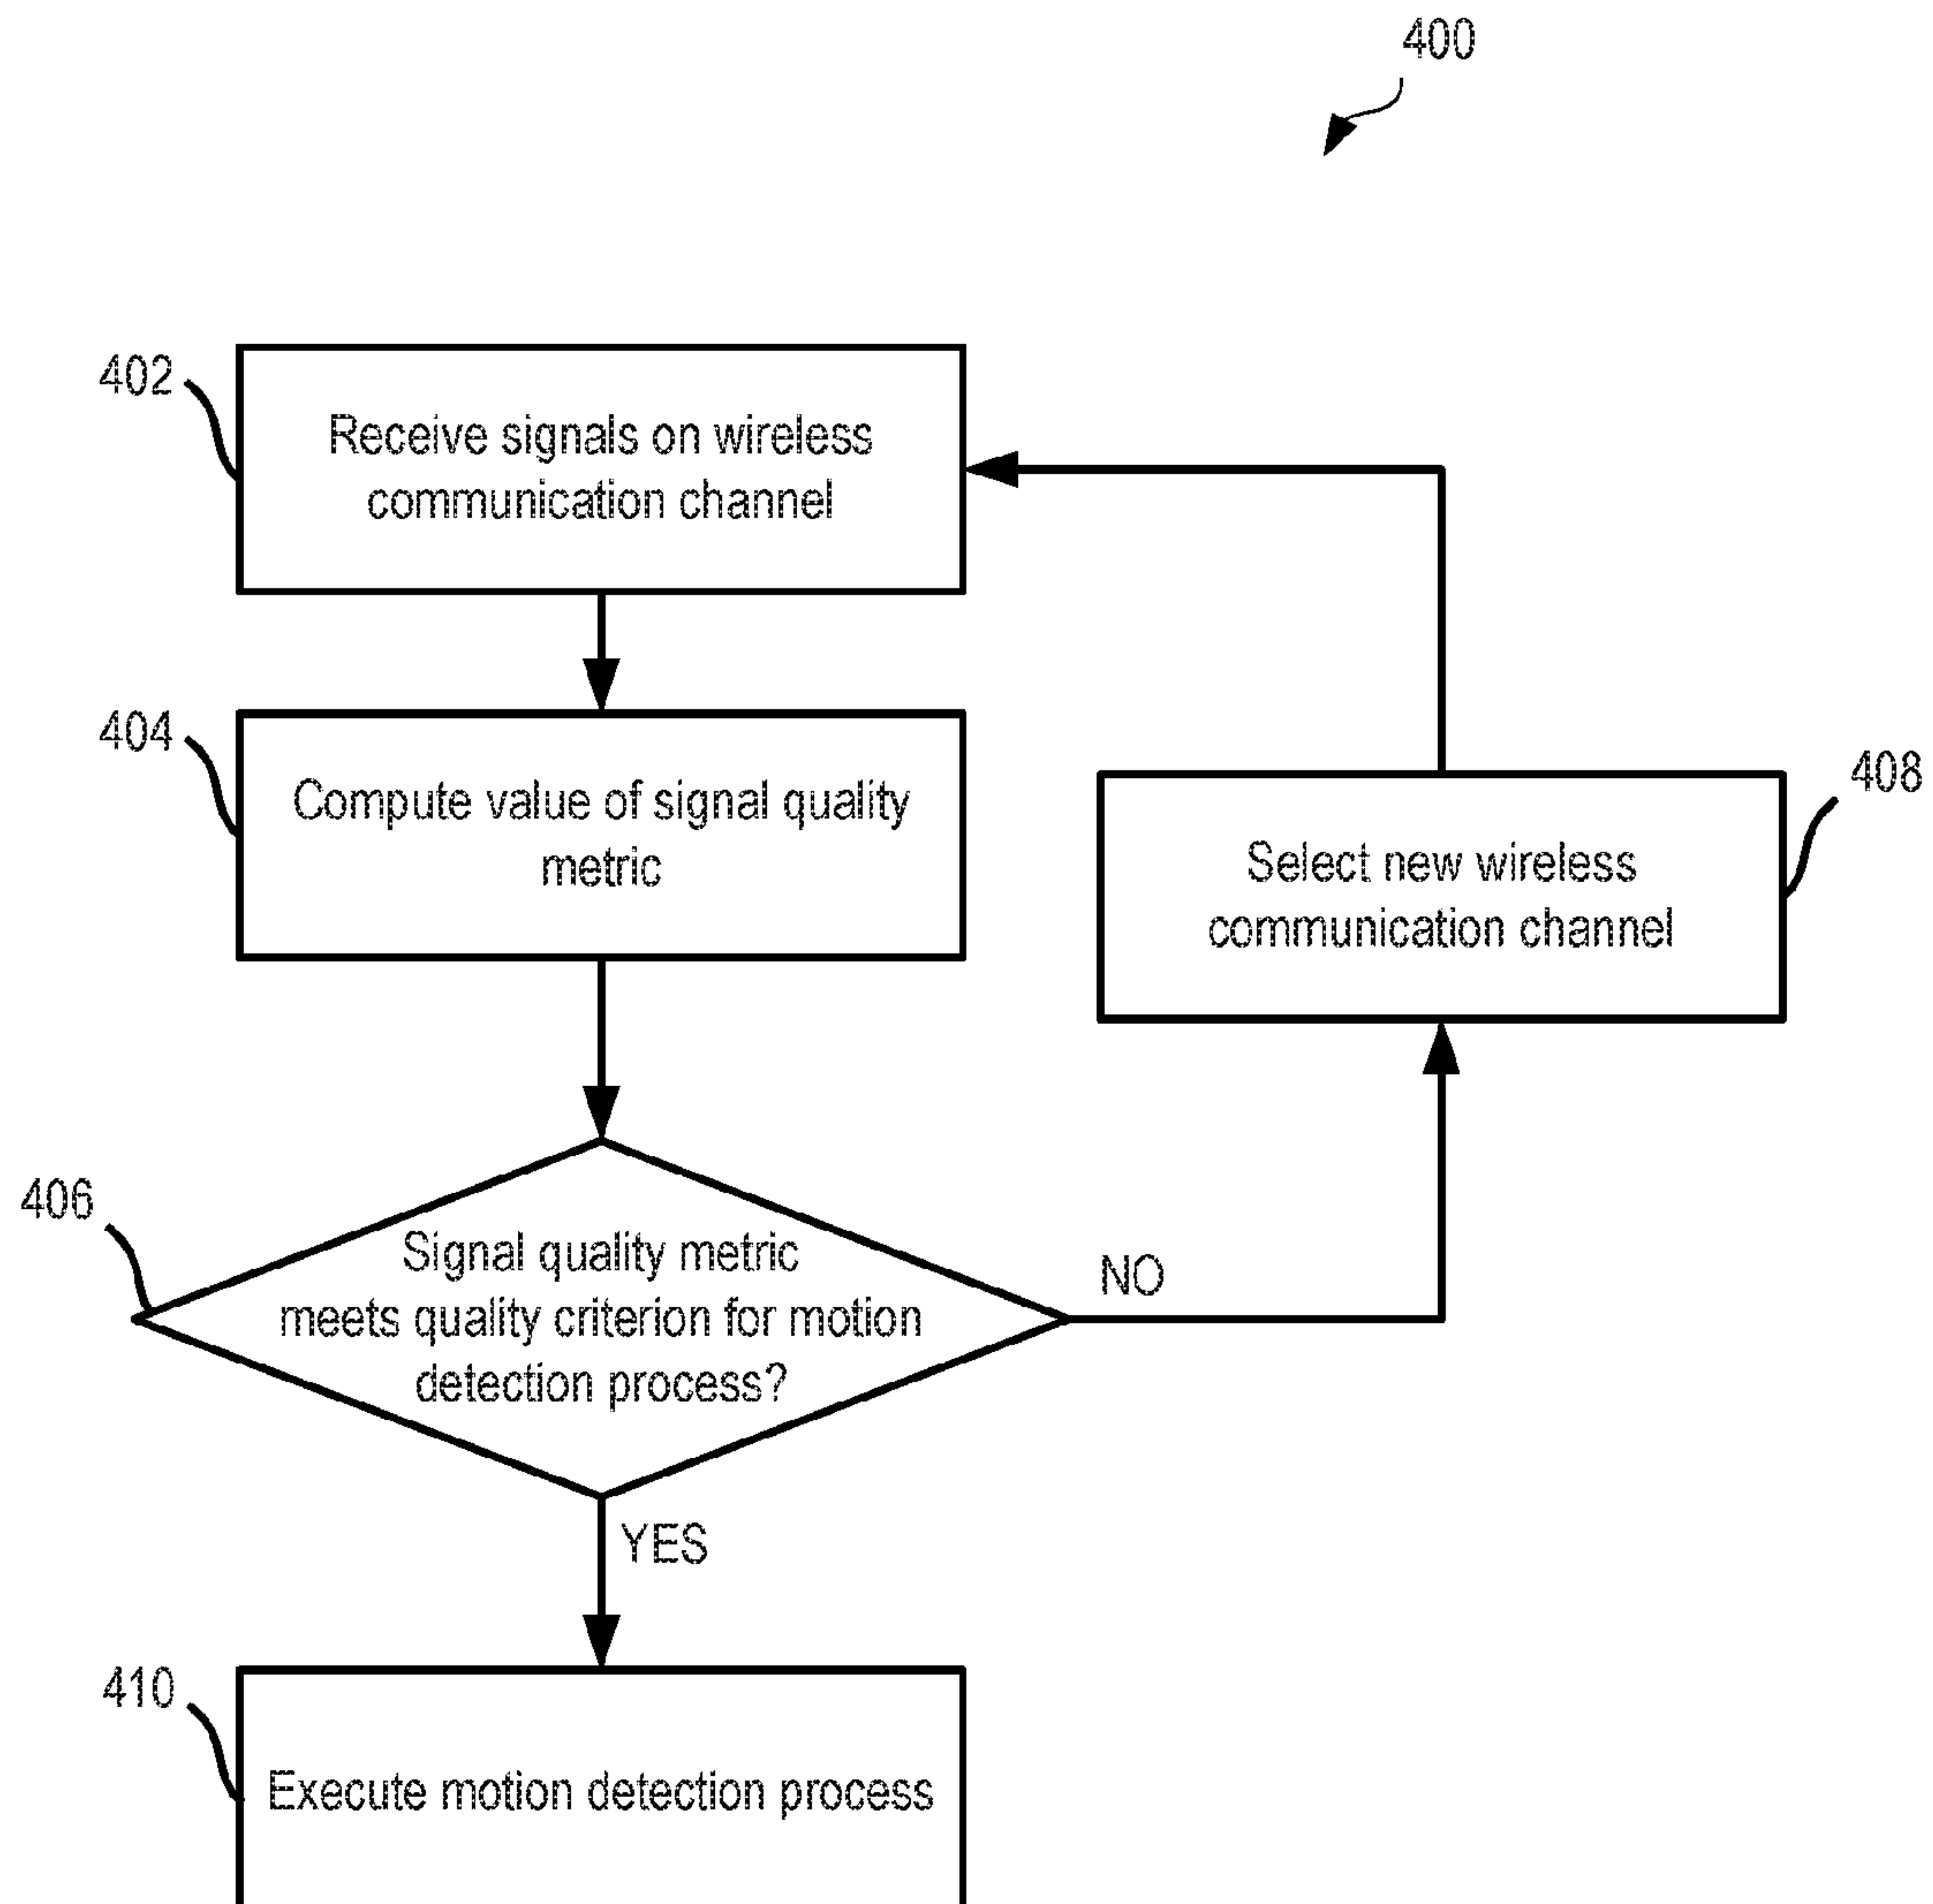 400
402
Receive signals on wireless
communication channel
404
Compute value of signal quality
metric
408
Select new wireless
communication channel
406
Signal quality metric
meets quality criterion for motion
detection process?
NO
YES
410
Execute motion detection process